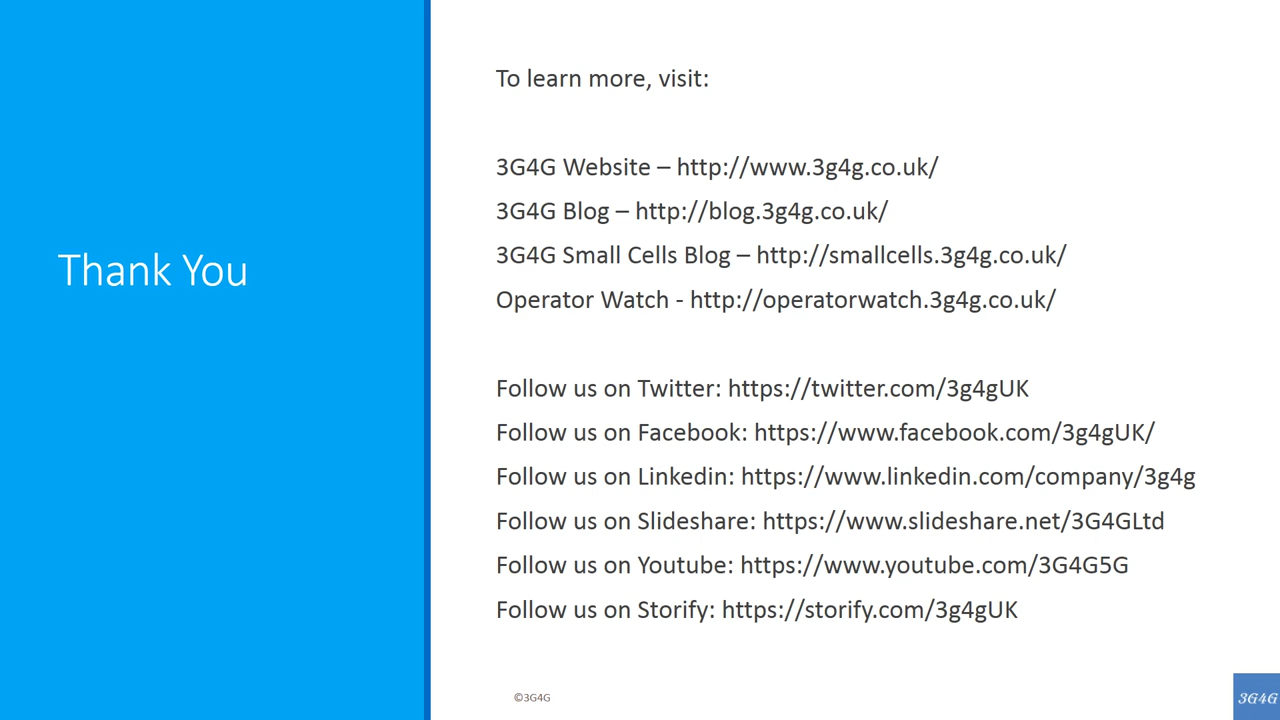 Thank You
To learn more, visit:
3G4G Website – http://www.3g4g.co.uk/
3G4G Blog – http://blog.3g4g.co.uk/
3G4G Small Cells Blog – http://smallcells.3g4g.co.uk/
Operator Watch - http://operatorwatch.3g4g.co.uk/
Follow us on Twitter: https://twitter.com/3g4gUK
Follow us on Facebook: https://www.facebook.com/3g4gUK/
Follow us on Linkedin: https://www.linkedin.com/company/3g4g
Follow us on Slideshare: https://www.slideshare.net/3G4GLtd
Follow us on Youtube: https://www.youtube.com/3G4G5G
Follow us on Storify: https://storify.com/3g4gUK
©3G4G
3G4G